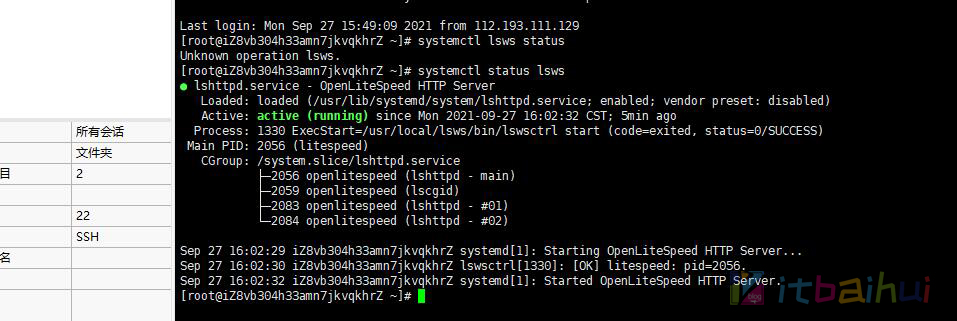 Last login: Mon Sep 27 15:49:09 2021 from 112.193.111.129
[root@iZ8vb304h33amn7jkvqkhrZ ~]# systemctl lsws status
Unknown operation lsws.
[root@iZ8vb304h33amn7jkvqkhrZ ~]# systemctl status lsws
● lshttpd.service - OpenLiteSpeed HTTP Server
Loaded: loaded (/usr/lib/systemd/system/lshttpd.service; enabled; vendor preset: disabled)
Active: active (running) since Mon 2021-09-27 16:02:32 CST; 5min ago
Process: 1330 ExecStart=/usr/local/lsws/bin/lswsctrl start (code=exited, status=0/SUCCESS)
Main PID: 2056 (litespeed)
CGroup: /system.slice/lshttpd.service
├─2056 openlitespeed (lshttpd - main)
├─2059 openlitespeed (lscgid)
├─2083 openlitespeed (lshttpd - #01)
└─2084 openlitespeed (lshttpd - #02)
Sep 27 16:02:29 iZ8vb304h33amn7jkvqkhrZ systemd[1]: Starting OpenLiteSpeed HTTP Server...
Sep 27 16:02:30 iZ8vb304h33amn7jkvqkhrZ lswsctrl[1330]: [OK] litespeed: pid=2056.
Sep 27 16:02:32 iZ8vb304h33amn7jkvqkhrZ systemd[1]: Started OpenLiteSpeed HTTP Server.
[root@iZ8vb304h33amn7jkvqkhrZ ~]#
所有会话
文件夹
目 2
22
SSH
名
blog itbaihui